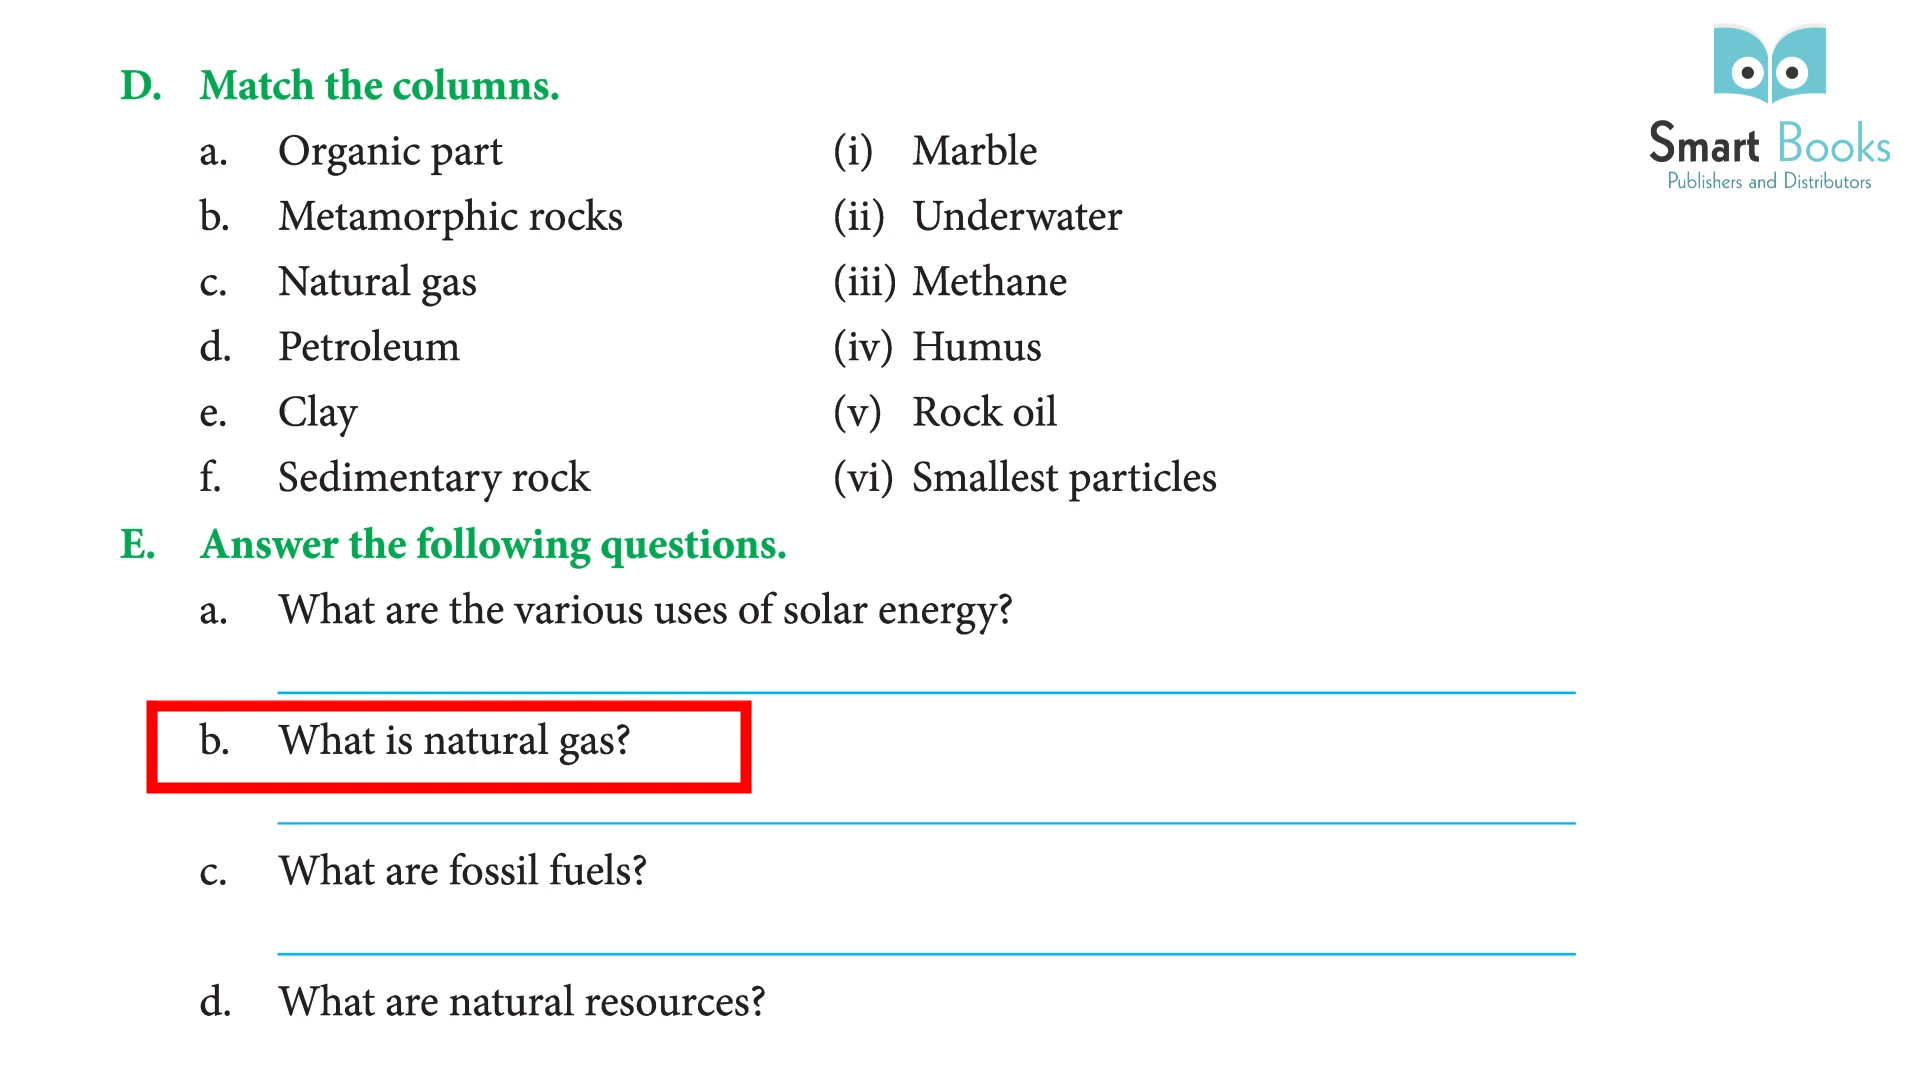 Smart Books
Publishers and Distributors
D. Match the columns.
a. Organic part (i) Marble
b. Metamorphic rocks (ii) Underwater
c. Natural gas (iii) Methane
d. Petroleum (iv) Humus
e. Clay (v) Rock oil
f. Sedimentary rock (vi) Smallest particles
E. Answer the following questions.
a. What are the various uses of solar energy?
b. What is natural gas?
c. What are fossil fuels?
d. What are natural resources?